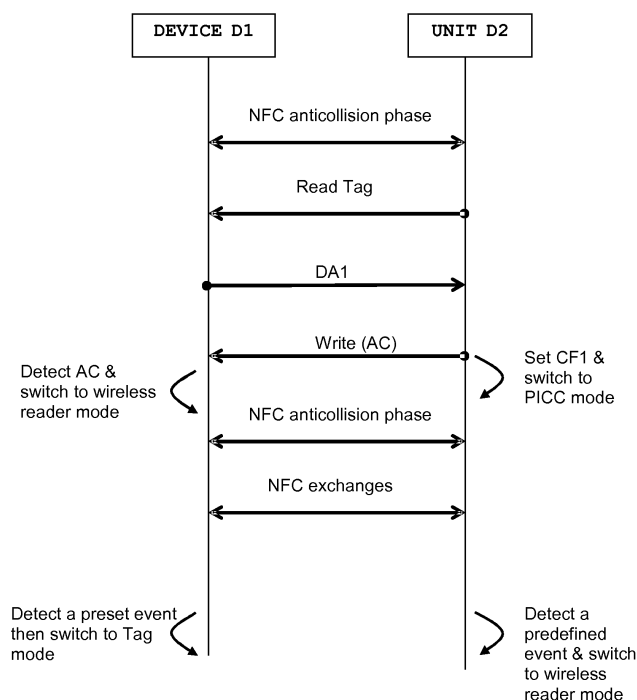 DEVICE D1
UNIT D2
NFC anticollision phase
Read Tag
DA1
Write (AC)
Detect AC &
switch to wireless
reader mode
Set CF1 &
switch to
PICC mode
NFC anticollision phase
NFC exchanges
Detect a preset event
then switch to Tag
mode
Detect a
predefined
event & switch
to wireless
reader mode